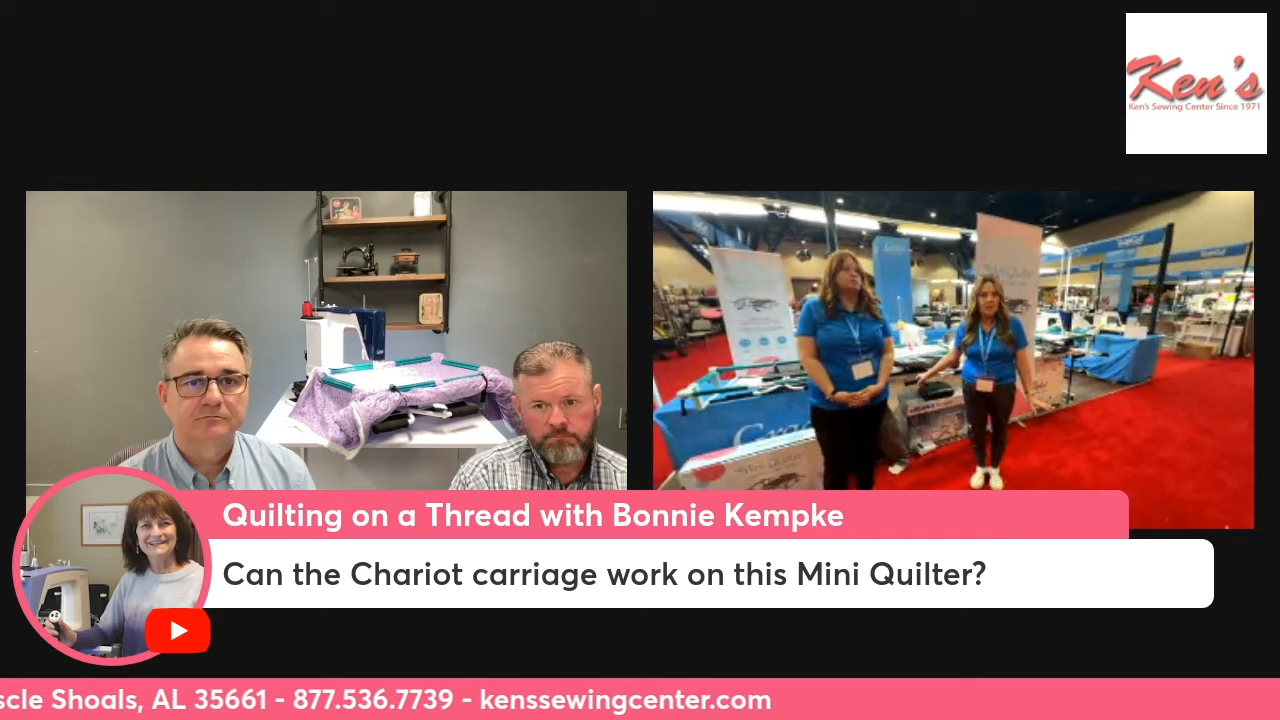 Ken's
Ken's Sewing Center Since 1971
Quilting on a Thread with Bonnie Kempke
Can the Chariot carriage work on this Mini Quilter?
scle Shoals, AL 35661 - 877.536.7739 - kenssewingcenter.com